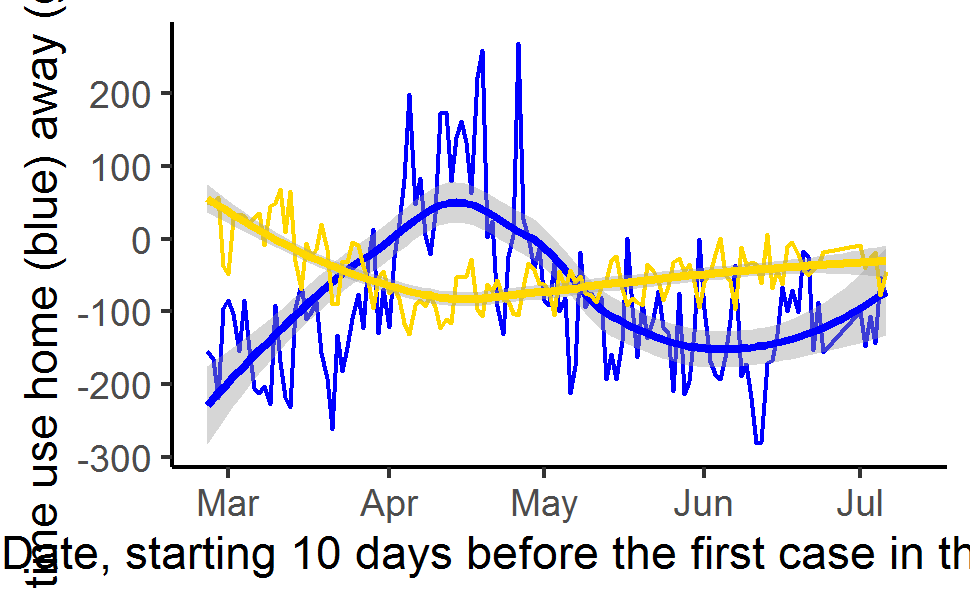 time use home (blue) away (
200
100
0
-100
-200
-300
Mar Apr May Jun Jul
Date, starting 10 days before the first case in th